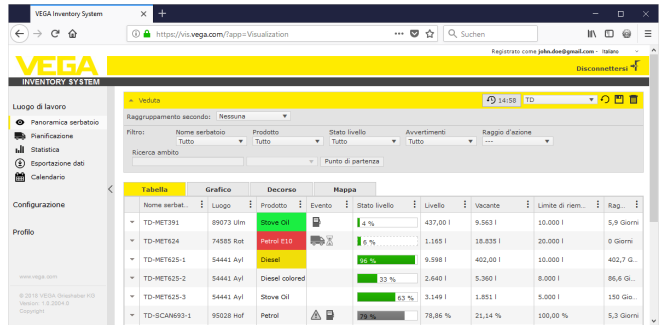 VEGA Inventory System
https://vis.vega.com/?app=Visualization
Suchen
Registrato come john.doe@gmail.com - Italiano
Disconnettersi
VEGA
INVENTORY SYSTEM
Luogo di lavoro
Panoramica serbatoio
Pianificazione
Statistica
Esportazione dati
Calendario
Configurazione
Profilo
www.vega.com
© 2018 VEGA Grieshaber KG
Copyright
Veduta
14:58
TD
Raggruppamento secondo: Nessuna
Filtro: Nome serbatoio Prodotto Stato livello Avvertimenti Raggio d'azione
Tutto Tutto Tutto Tutto ---
Ricerca ambito
Punto di partenza
Tabella Grafico Decorso Mappa
Nome serbat... Luogo Prodotto Evento Stato livello Livello Vacante Limite di riem... Rag...
TD-MET391 89073 Ulm Stove Oil 4 % 437,00 l 9.563 l 10.000 l 5,9 Giorni
TD-MET624 74585 Rot Petrol E10 6 % 1.165 l 18.835 l 20.000 l 0 Giorni
TD-MET625-1 54441 Ayl Diesel 96 % 9.598 l 402,00 l 10.000 l 402,7 G...
TD-MET625-2 54441 Ayl Diesel colored 33 % 2.640 l 5.360 l 8.000 l 86,6 Gi...
TD-MET625-3 54441 Ayl Stove Oil 63 % 3.149 l 1.851 l 5.000 l 150 Gio...
TD-SCAN693-1 95028 Hof Petrol 79 % 78,86 % 21,14 % 100,00 % 5,3 Giorni